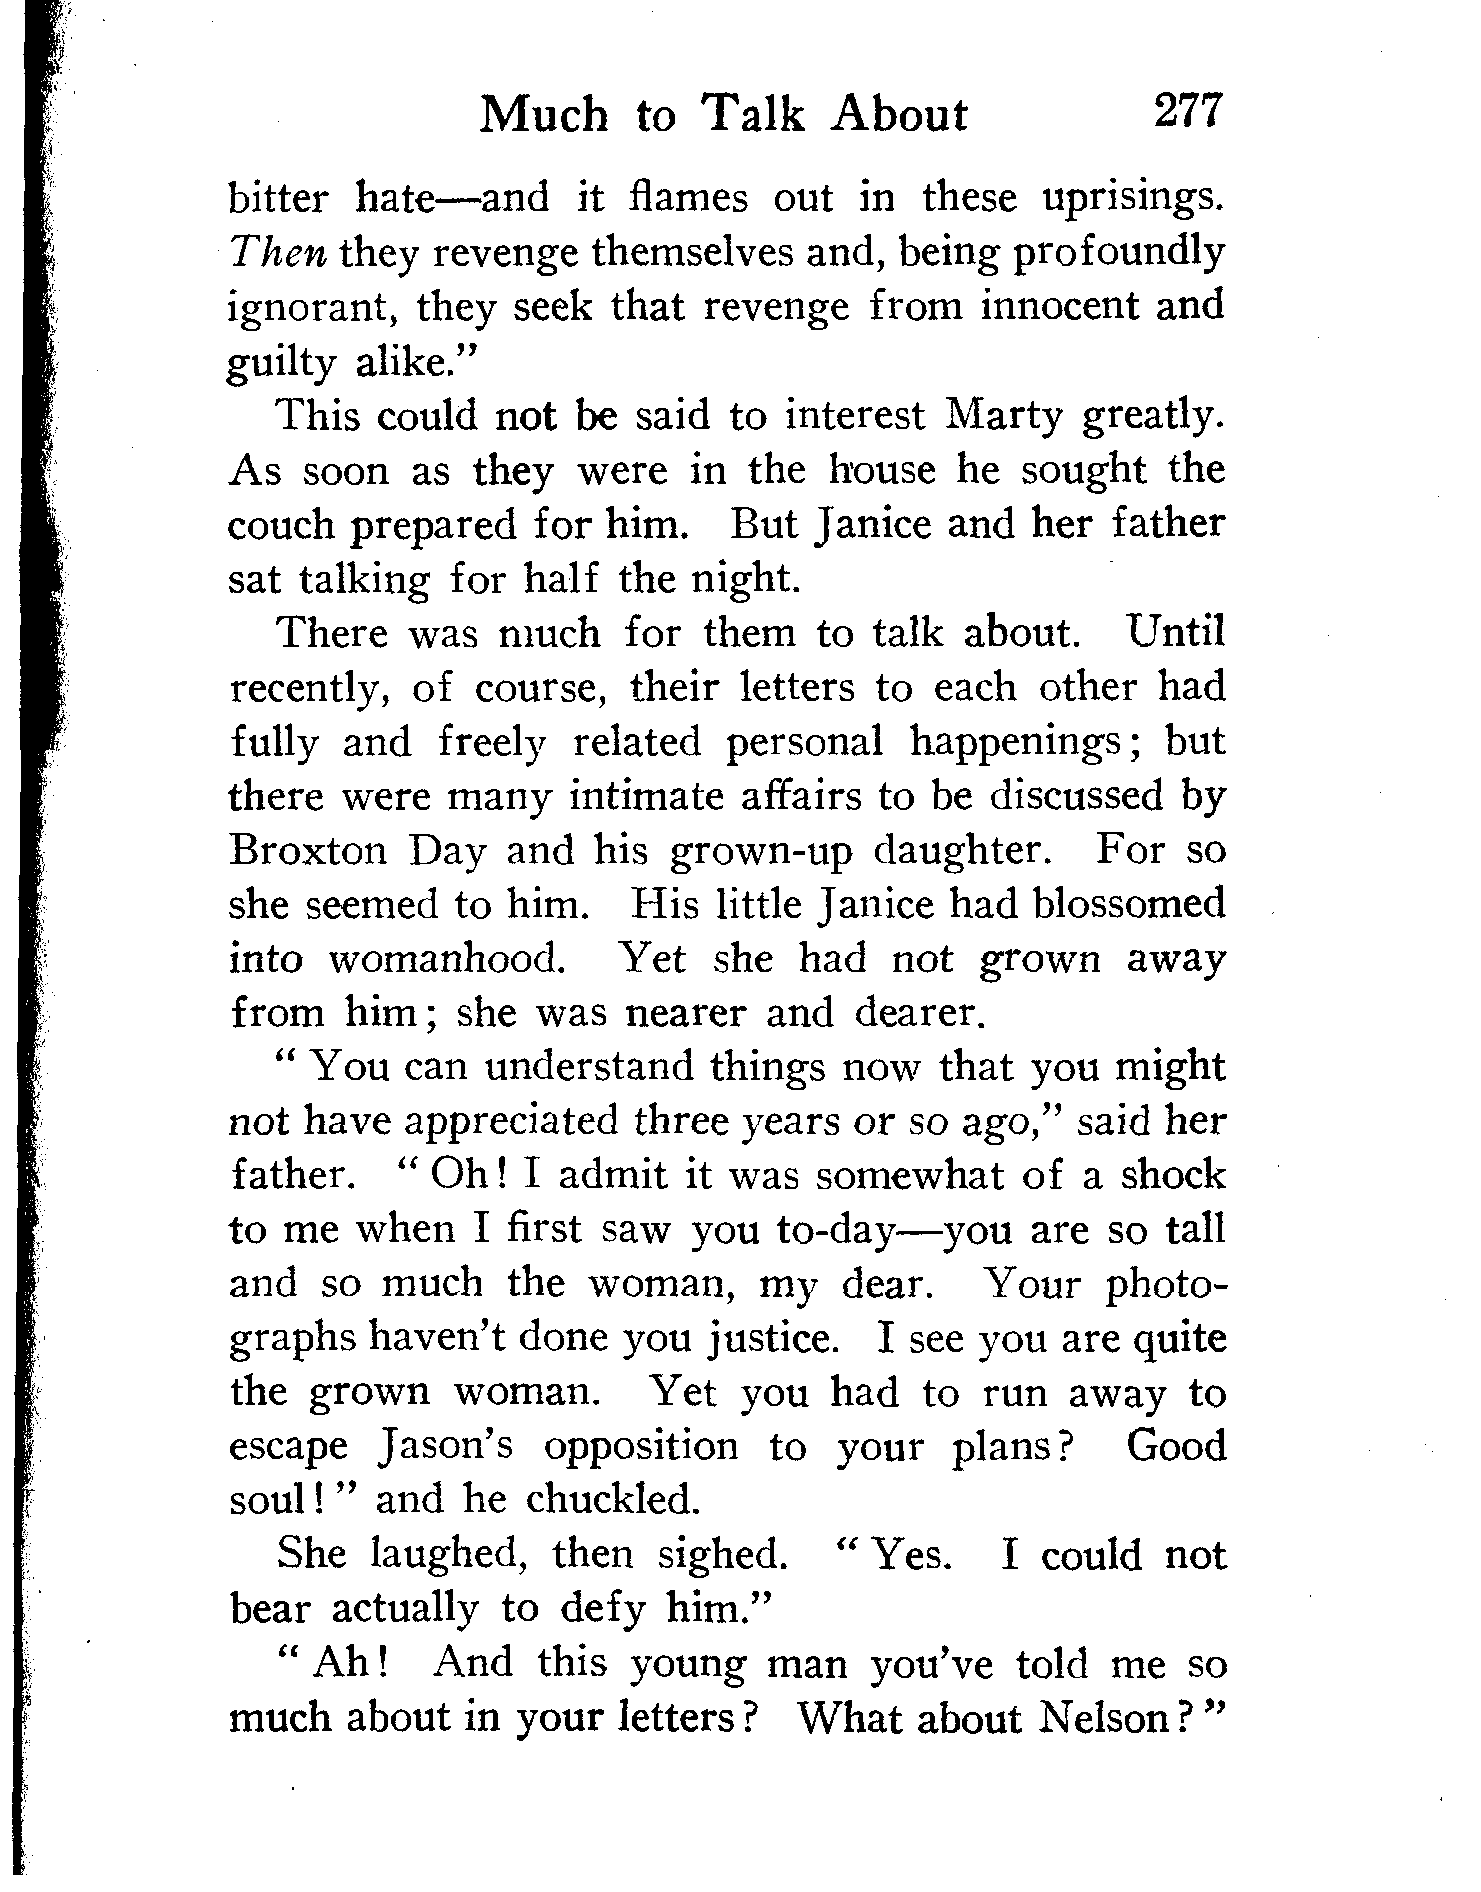 Much to Talk About 277
bitter hate—and it flames out in these uprisings.
Then they revenge themselves and, being profoundly
ignorant, they seek that revenge from innocent and
guilty alike.”
This could not be said to interest Marty greatly.
As soon as they were in the house he sought the
couch prepared for him. But Janice and her father
sat talking for half the night.
There was much for them to talk about. Until
recently, of course, their letters to each other had
fully and freely related personal happenings; but
there were many intimate affairs to be discussed by
Broxton Day and his grown-up daughter. For so
she seemed to him. His little Janice had blossomed
into womanhood. Yet she had not grown away
from him; she was nearer and dearer.
“ You can understand things now that you might
not have appreciated three years or so ago,” said her
father. “ Oh! I admit it was somewhat of a shock
to me when I first saw you to-day—you are so tall
and so much the woman, my dear. Your photo-
graphs haven’t done you justice. I see you are quite
the grown woman. Yet you had to run away to
escape Jason’s opposition to your plans? Good
soul! ” and he chuckled.
She laughed, then sighed. “ Yes. I could not
bear actually to defy him.”
“ Ah! And this young man you’ve told me so
much about in your letters? What about Nelson? ”